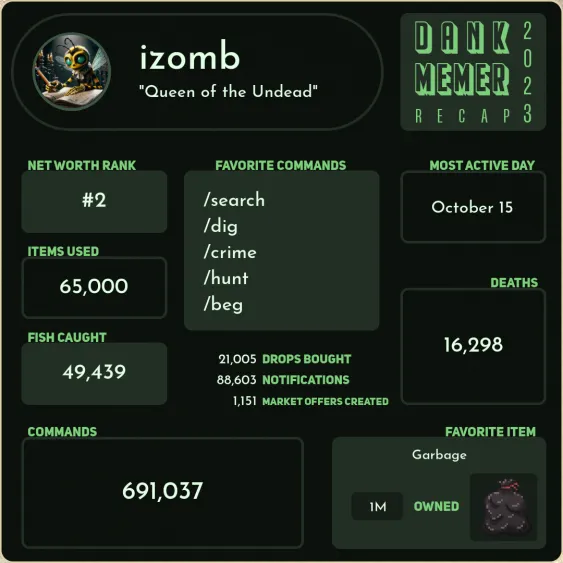 izomb
"Queen of the Undead"
DANK
MEMER
RECAP
2023
NET WORTH RANK
#2
ITEMS USED
65,000
FISH CAUGHT
49,439
FAVORITE COMMANDS
/search
/dig
/crime
/hunt
/beg
21,005 DROPS BOUGHT
88,603 NOTIFICATIONS
1,151 MARKET OFFERS CREATED
MOST ACTIVE DAY
October 15
DEATHS
16,298
COMMANDS
691,037
FAVORITE ITEM
Garbage
1M OWNED